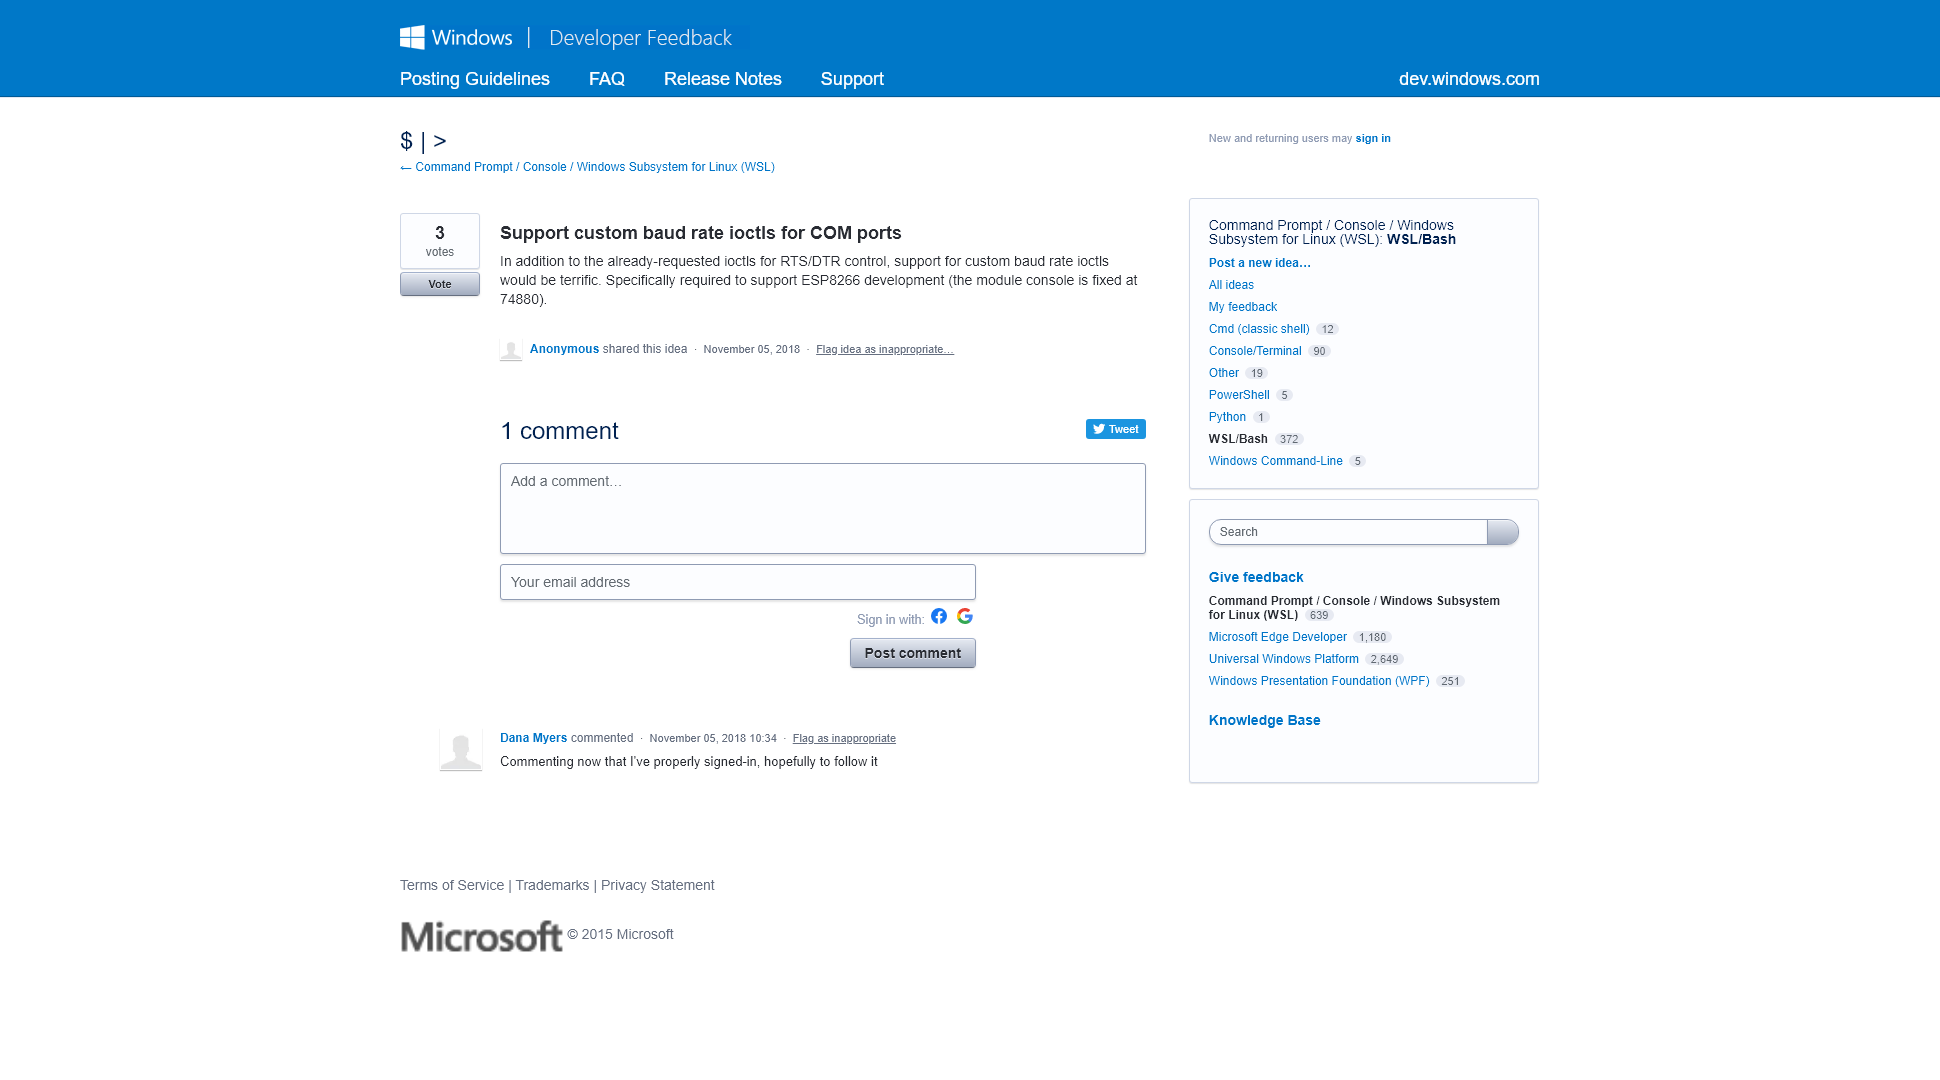 Windows | Developer Feedback
Posting Guidelines FAQ Release Notes Support dev.windows.com
$ | >
← Command Prompt / Console / Windows Subsystem for Linux (WSL)
New and returning users may sign in
3
votes
Vote
Support custom baud rate ioctls for COM ports
In addition to the already-requested ioctls for RTS/DTR control, support for custom baud rate ioctls
would be terrific. Specifically required to support ESP8266 development (the module console is fixed at
74880).
Anonymous shared this idea · November 05, 2018 · Flag idea as inappropriate…
1 comment
Tweet
Add a comment…
Your email address
Sign in with:
Post comment
Dana Myers commented · November 05, 2018 10:34 · Flag as inappropriate
Commenting now that I've properly signed-in, hopefully to follow it
Command Prompt / Console / Windows
Subsystem for Linux (WSL): WSL/Bash
Post a new idea…
All ideas
My feedback
Cmd (classic shell) 12
Console/Terminal 90
Other 19
PowerShell 5
Python 1
WSL/Bash 372
Windows Command-Line 5
Search
Give feedback
Command Prompt / Console / Windows Subsystem
for Linux (WSL) 639
Microsoft Edge Developer 1,180
Universal Windows Platform 2,649
Windows Presentation Foundation (WPF) 251
Knowledge Base
Terms of Service | Trademarks | Privacy Statement
Microsoft © 2015 Microsoft